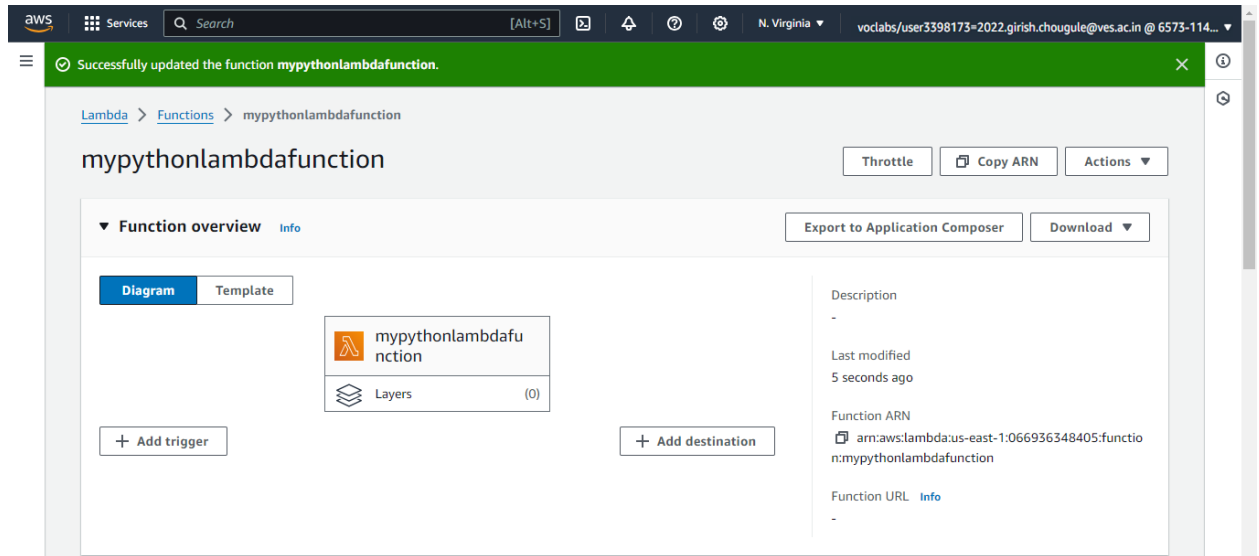 aws Services Search [Alt+S] N. Virginia voclabs/user3398173=2022.girish.chougule@ves.ac.in @ 6573-114...
Successfully updated the function mypythonlambdafunction.
Lambda > Functions > mypythonlambdafunction
mypythonlambdafunction
Throttle Copy ARN Actions
Function overview Info
Export to Application Composer Download
Diagram Template
mypythonlambdafu
nction
Layers (0)
+ Add trigger
+ Add destination
Description
-
Last modified
5 seconds ago
Function ARN
arn:aws:lambda:us-east-1:066936348405:functio
n:mypythonlambdafunction
Function URL Info
-